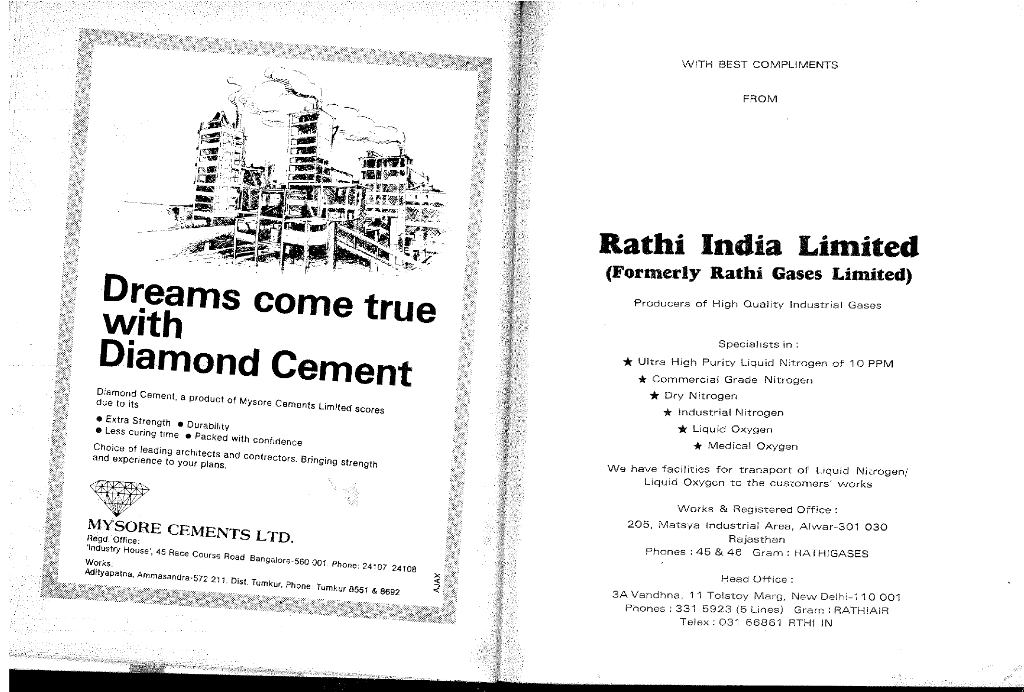 Dreams come true
with
Diamond Cement
Diamond Cement, a product of Mysore Cements Limited scores
due to its
● Extra Strength ● Durability
● Less curing time ● Packed with confidence
Choice of leading architects and contractors. Bringing strength
and experience to your plans.
MYSORE CEMENTS LTD.
Regd. Office:
'Industry House', 45 Race Course Road Bangalore-560 001 Phone: 24107 24108
Works:
Adityapatna, Ammasandra-572 211. Dist. Tumkur, Phone Tumkur 8551 & 8692
AJAX
WITH BEST COMPLIMENTS
FROM
Rathi India Limited
(Formerly Rathi Gases Limited)
Producers of High Quality Industrial Gases
Specialists in :
★ Ultra High Purity Liquid Nitrogen of 10 PPM
★ Commercial Grade Nitrogen
★ Dry Nitrogen
★ Industrial Nitrogen
★ Liquid Oxygen
★ Medical Oxygen
We have facilities for transport of Liquid Nitrogen/
Liquid Oxygen to the customers' works
Works & Registered Office :
205, Matsya Industrial Area, Alwar-301 030
Rajasthan
Phones : 45 & 46 Gram : RATHIGASES
Head Office :
3A Vandhna, 11 Tolstoy Marg, New Delhi-110 001
Phones : 331 5923 (5 Lines) Gram : RATHIAIR
Telex : 031 66861 RTHI IN